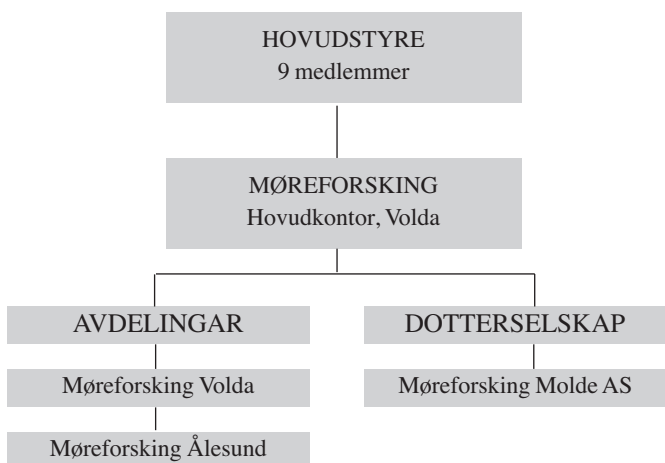 HOVUDSTYRE
9 medlemmer
MØREFORSKING
Hovudkontor, Volda
AVDELINGAR
Møreforsking Volda
Møreforsking Ålesund
DOTTERSELSKAP
Møreforsking Molde AS